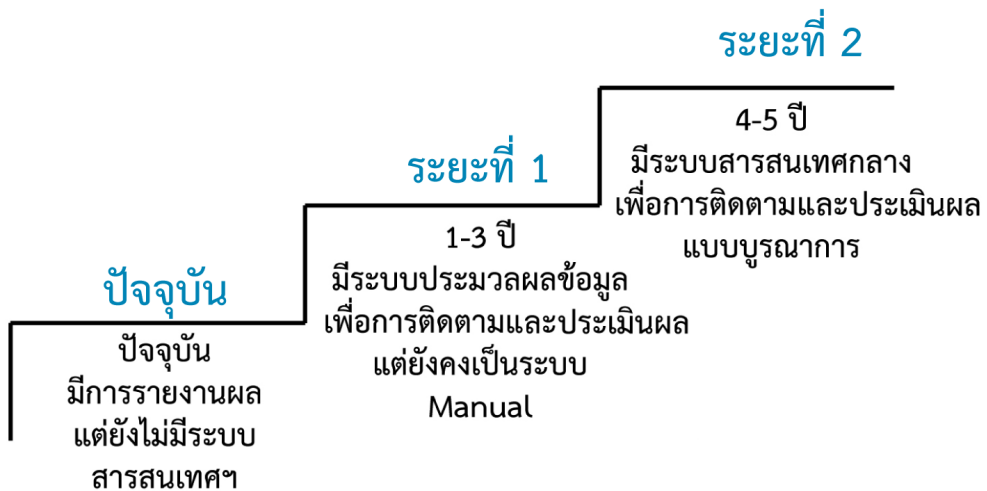 ปัจจุบัน
ปัจจุบัน
มีการรายงานผล
แต่ยังไม่มีระบบ
สารสนเทศฯ
ระยะที่ 1
1-3 ปี
มีระบบประมวลผลข้อมูล
เพื่อการติดตามและประเมินผล
แต่ยังคงเป็นระบบ
Manual
ระยะที่ 2
4-5 ปี
มีระบบสารสนเทศกลาง
เพื่อการติดตามและประเมินผล
แบบบูรณาการ